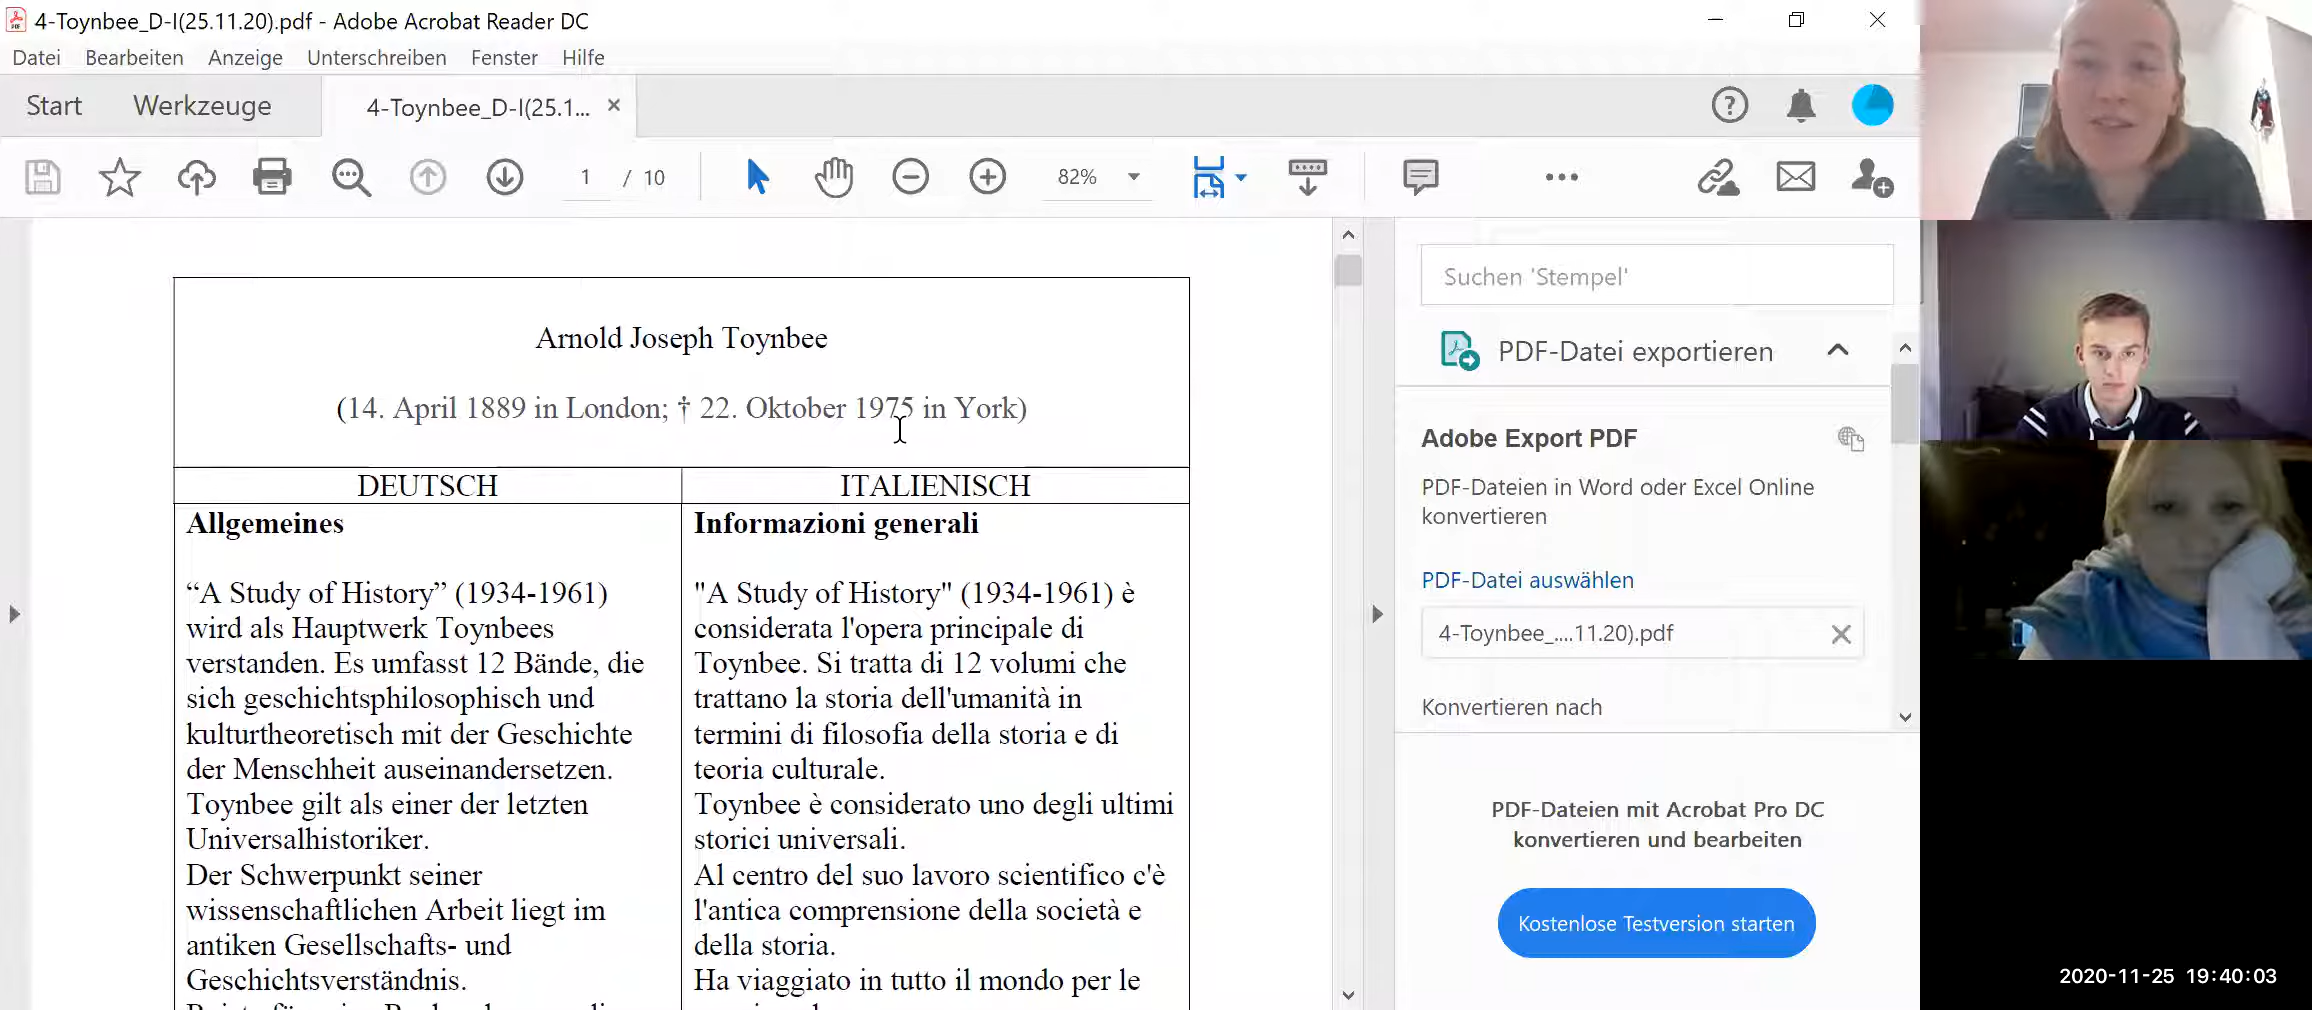 4-Toynbee_D-I(25.11.20).pdf - Adobe Acrobat Reader DC
Datei Bearbeiten Anzeige Unterschreiben Fenster Hilfe
Start Werkzeuge 4-Toynbee_D-I(25.1...
1 / 10 82%
Arnold Joseph Toynbee
(14. April 1889 in London; † 22. Oktober 1975 in York)
DEUTSCH
Allgemeines
“A Study of History” (1934-1961)
wird als Hauptwerk Toynbees
verstanden. Es umfasst 12 Bände, die
sich geschichtsphilosophisch und
kulturtheoretisch mit der Geschichte
der Menschheit auseinandersetzen.
Toynbee gilt als einer der letzten
Universalhistoriker.
Der Schwerpunkt seiner
wissenschaftlichen Arbeit liegt im
antiken Gesellschafts- und
Geschichtsverständnis.
ITALIENISCH
Informazioni generali
"A Study of History" (1934-1961) è
considerata l'opera principale di
Toynbee. Si tratta di 12 volumi che
trattano la storia dell'umanità in
termini di filosofia della storia e di
teoria culturale.
Toynbee è considerato uno degli ultimi
storici universali.
Al centro del suo lavoro scientifico c'è
l'antica comprensione della società e
della storia.
Ha viaggiato in tutto il mondo per le
Suchen 'Stempel'
PDF-Datei exportieren
Adobe Export PDF
PDF-Dateien in Word oder Excel Online
konvertieren
PDF-Datei auswählen
4-Toynbee_....11.20).pdf
Konvertieren nach
PDF-Dateien mit Acrobat Pro DC
konvertieren und bearbeiten
Kostenlose Testversion starten
2020-11-25 19:40:03